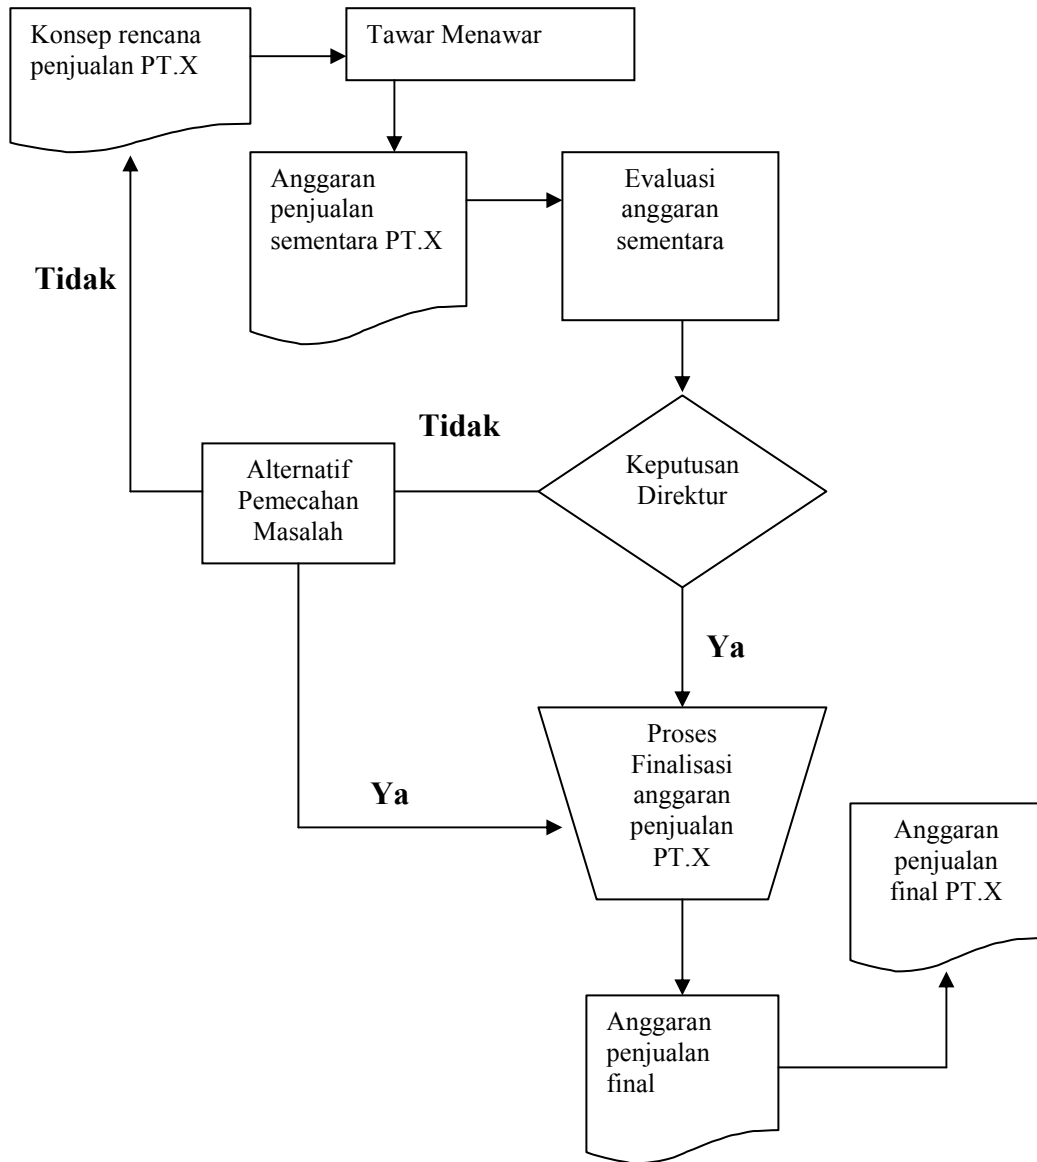 Konsep rencana
penjualan PT.X
Tawar Menawar
Anggaran
penjualan
sementara PT.X
Evaluasi
anggaran
sementara
Tidak
Tidak
Alternatif
Pemecahan
Masalah
Keputusan
Direktur
Ya
Ya
Proses
Finalisasi
anggaran
penjualan
PT.X
Anggaran
penjualan
final PT.X
Anggaran
penjualan
final